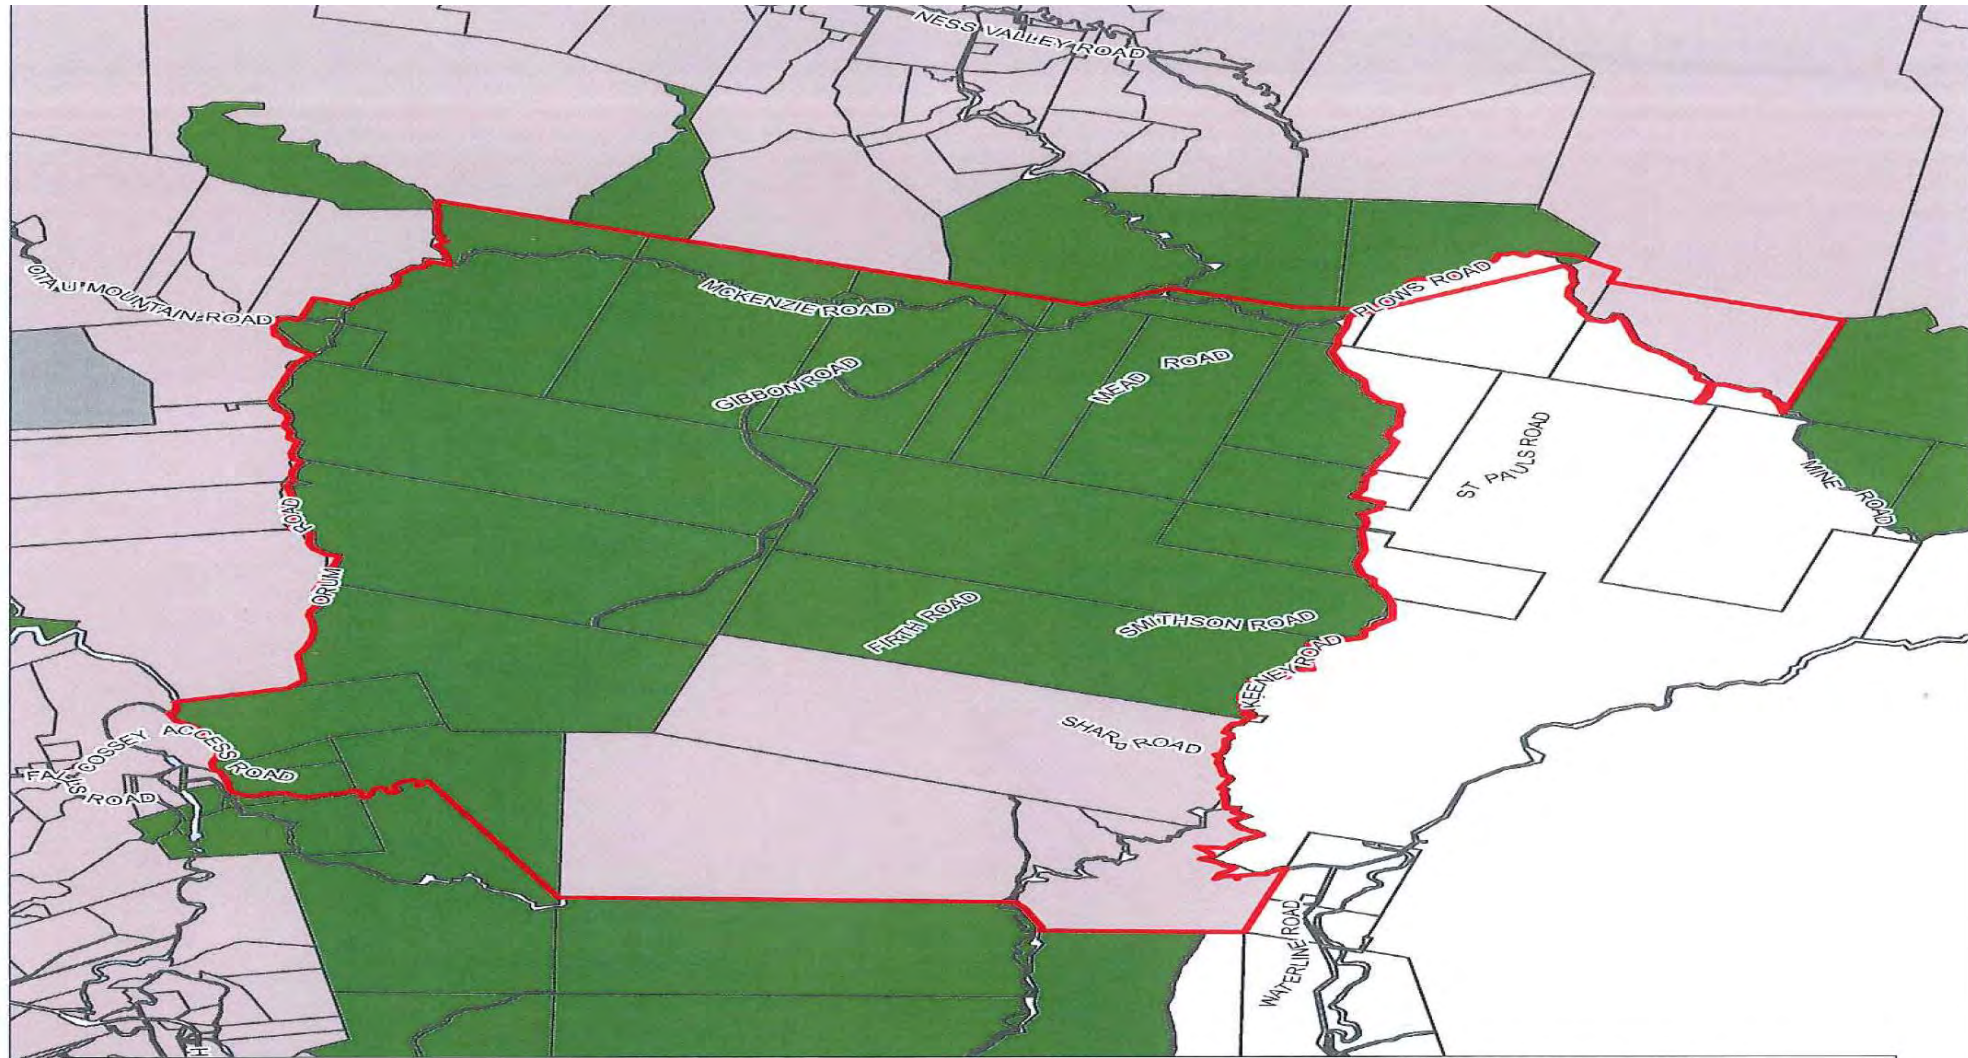 NESS VALLEY ROAD
OTAU MOUNTAIN ROAD
MCKENZIE ROAD
PLOWS ROAD
GIBBON ROAD
MEAD ROAD
ST PAULS ROAD
MINE ROAD
ORUM ROAD
FIRTH ROAD
SMITHSON ROAD
KEENEY ROAD
SHARP ROAD
COSSEY ACCESS ROAD
FALLS ROAD
WATERLINE ROAD
H